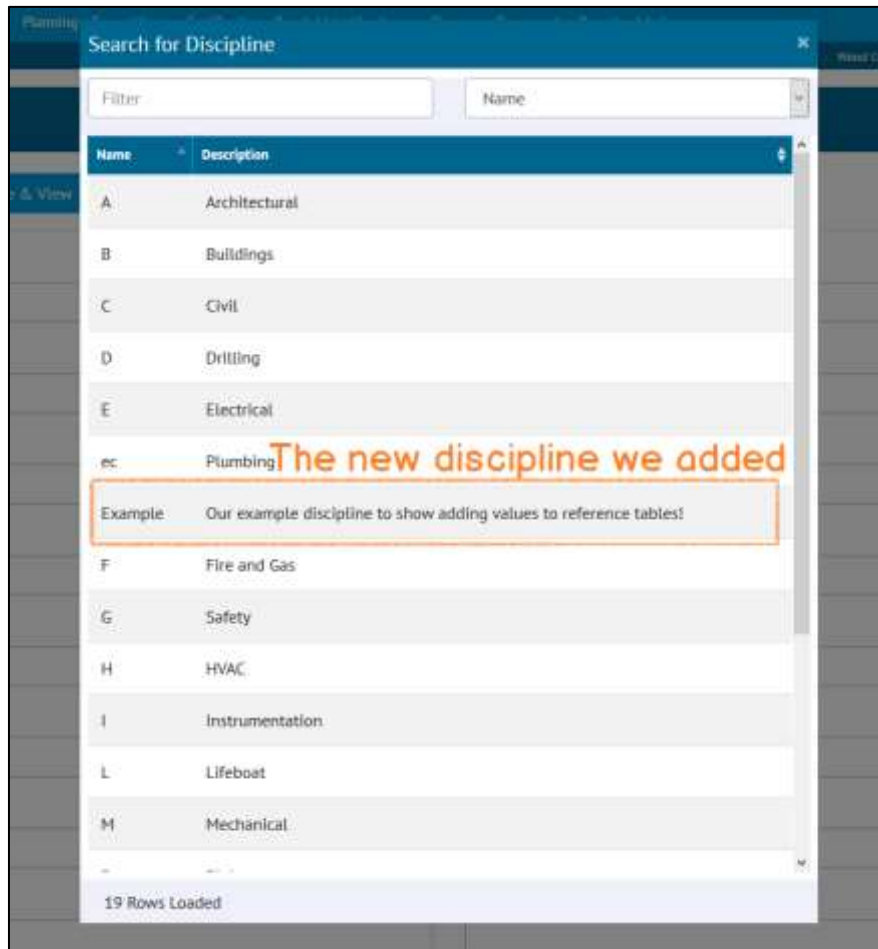 Planning
Search for Discipline ×
Filter Name
Name Description
& View
A Architectural
B Buildings
C Civil
D Drilling
E Electrical
ec Plumbing
The new discipline we added
Example Our example discipline to show adding values to reference tables!
F Fire and Gas
G Safety
H HVAC
I Instrumentation
L Lifeboat
M Mechanical
19 Rows Loaded